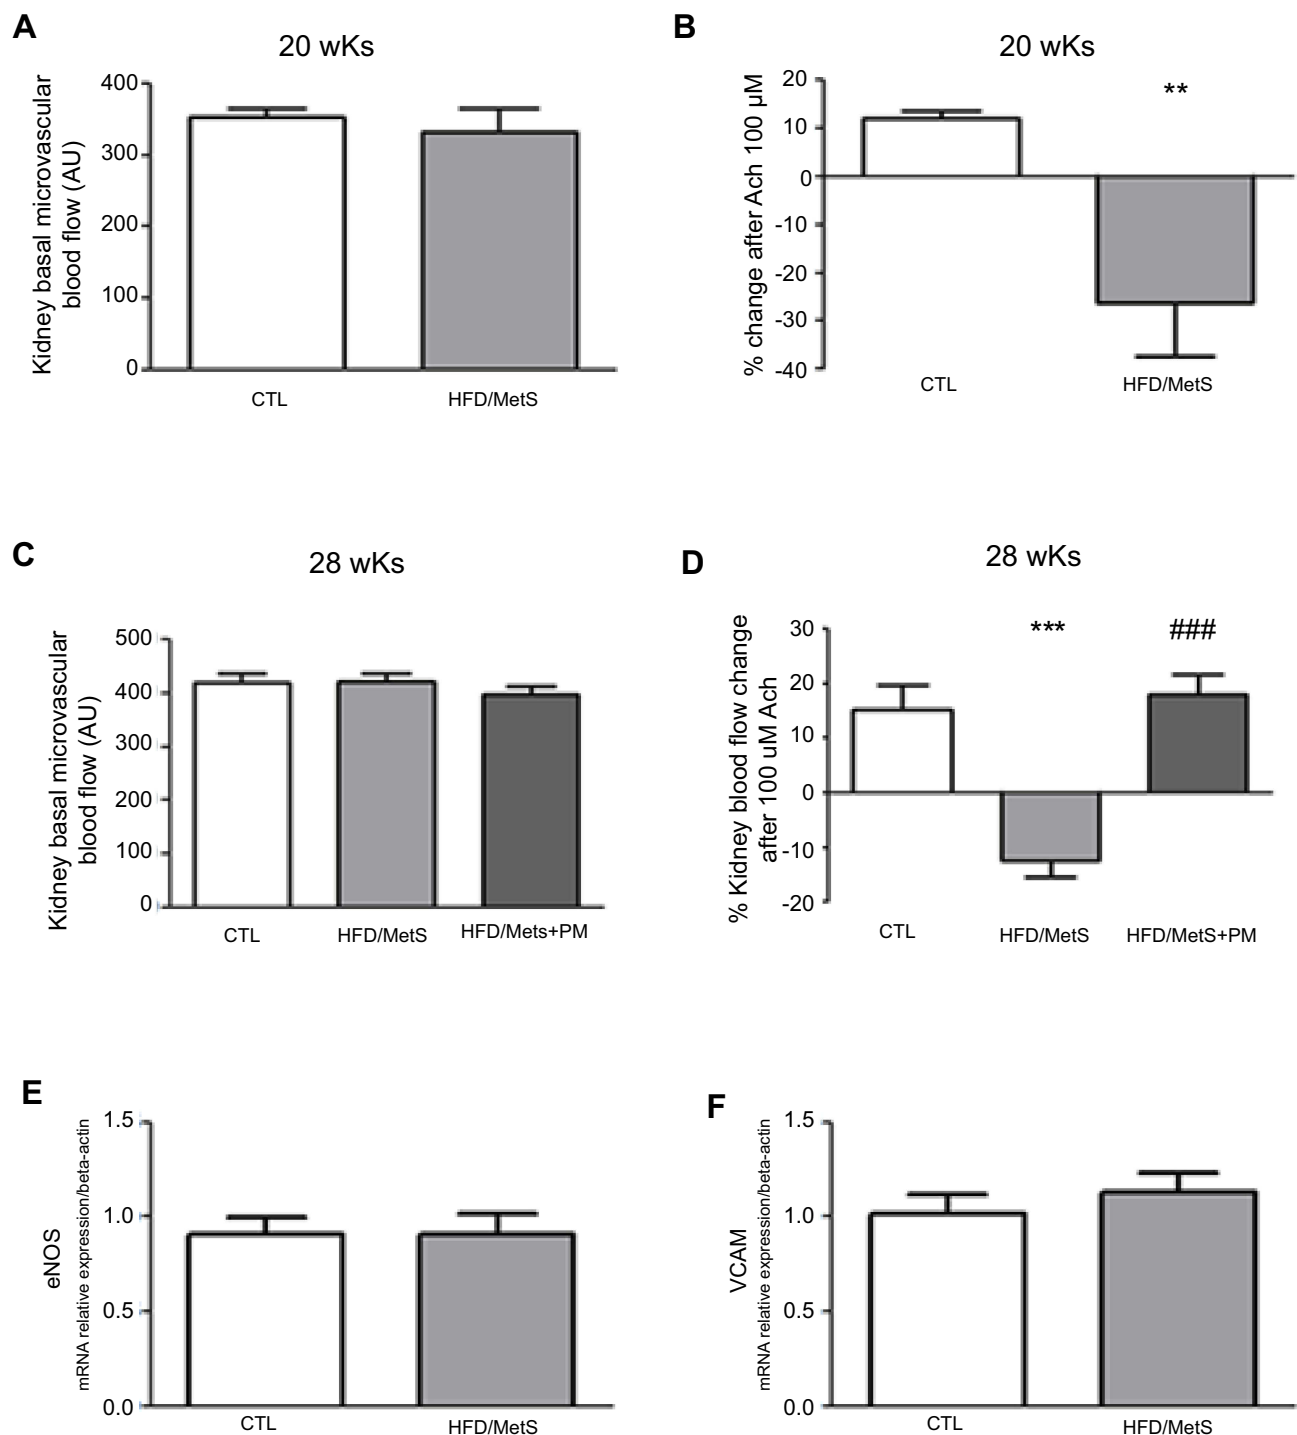 A
20 wKs
Kidney basal microvascular
blood flow (AU)
400
300
200
100
0
CTL
HFD/MetS
B
20 wKs
% change after Ach 100 µM
20
10
0
-10
-20
-30
-40
**
CTL
HFD/MetS
C
28 wKs
Kidney basal microvascular
blood flow (AU)
500
400
300
200
100
0
CTL
HFD/MetS
HFD/Mets+PM
D
28 wKs
% Kidney blood flow change
after 100 uM Ach
30
20
10
0
-10
-20
***
###
CTL
HFD/MetS
HFD/MetS+PM
E
eNOS
mRNA relative expression/beta-actin
1.5
1.0
0.5
0.0
CTL
HFD/MetS
F
VCAM
mRNA relative expression/beta-actin
1.5
1.0
0.5
0.0
CTL
HFD/MetS